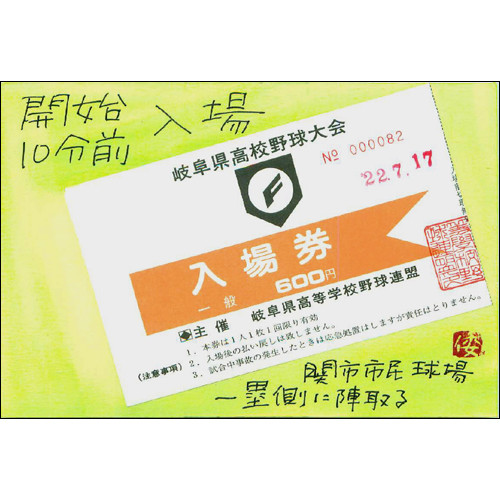 開始
10分前 入場
岐阜県高校野球大会
F
№ 000082
'22.7.17
入場券
一般 600円
主催 岐阜県高等学校野球連盟
(注意事項)
1. 本券は1人1枚1回限り有効
2. 入場後の払い戻しは致しません。
3. 試合中事故の発生したときは応急処置はしますが責任はとりません。
関市市民球場
一塁側に陣取る